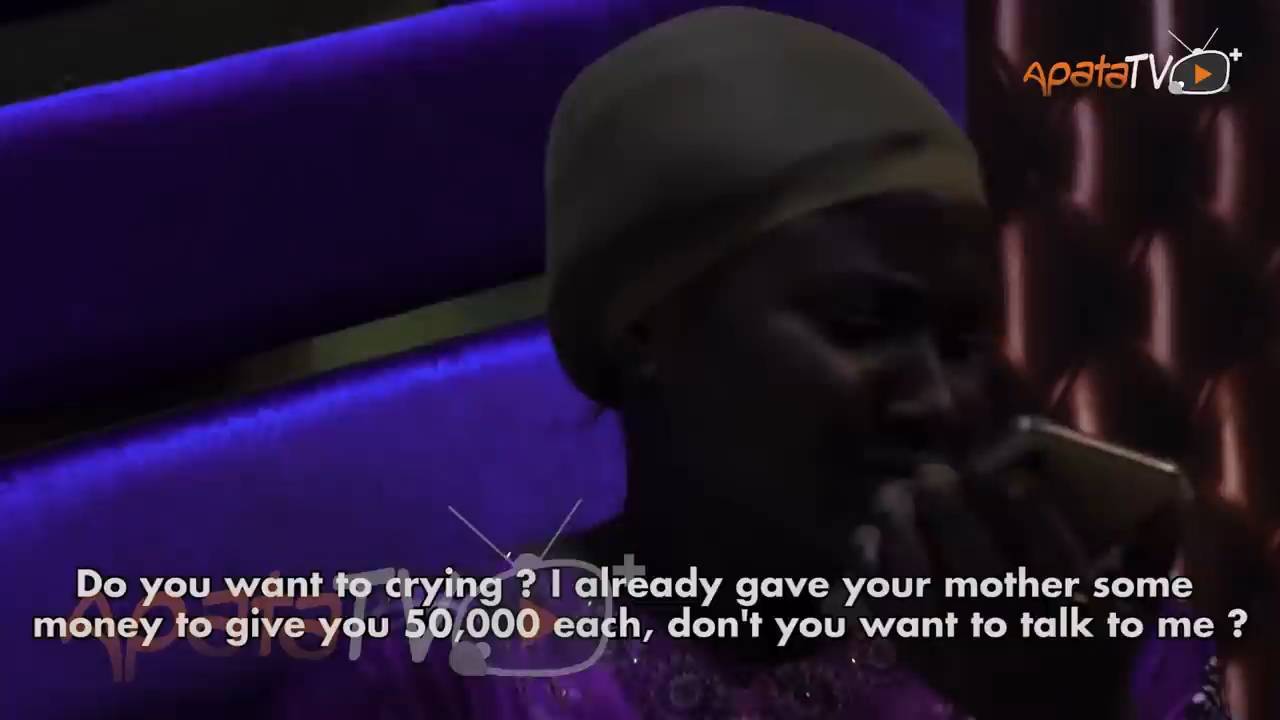 ApataTV+
Do you want to crying ? I already gave your mother some
money to give you 50,000 each, don't you want to talk to me ?
ApataTV+